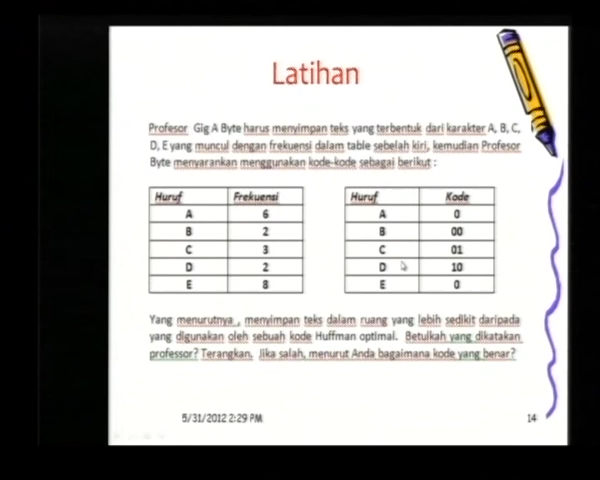 Latihan
Profesor Gig A Byte harus menyimpan teks yang terbentuk dari karakter A, B, C,
D, E yang muncul dengan frekuensi dalam table sebelah kiri, kemudian Profesor
Byte menyarankan menggunakan kode-kode sebagai berikut :
Huruf Frekuensi
A 6
B 2
C 3
D 2
E 8
Huruf Kode
A 0
B 00
C 01
D 10
E 0
Yang menurutnya , menyimpan teks dalam ruang yang lebih sedikit daripada
yang digunakan oleh sebuah kode Huffman optimal. Betulkah yang dikatakan
professor? Terangkan. Jika salah, menurut Anda bagaimana kode yang benar?
5/31/2012 2:29 PM
14